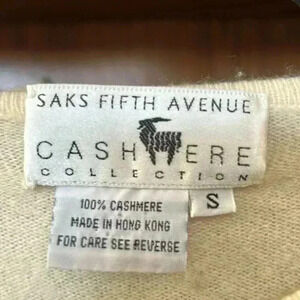 SAKS FIFTH AVENUE
CASHMERE
COLLECTION
S
100% CASHMERE
MADE IN HONG KONG
FOR CARE SEE REVERSE